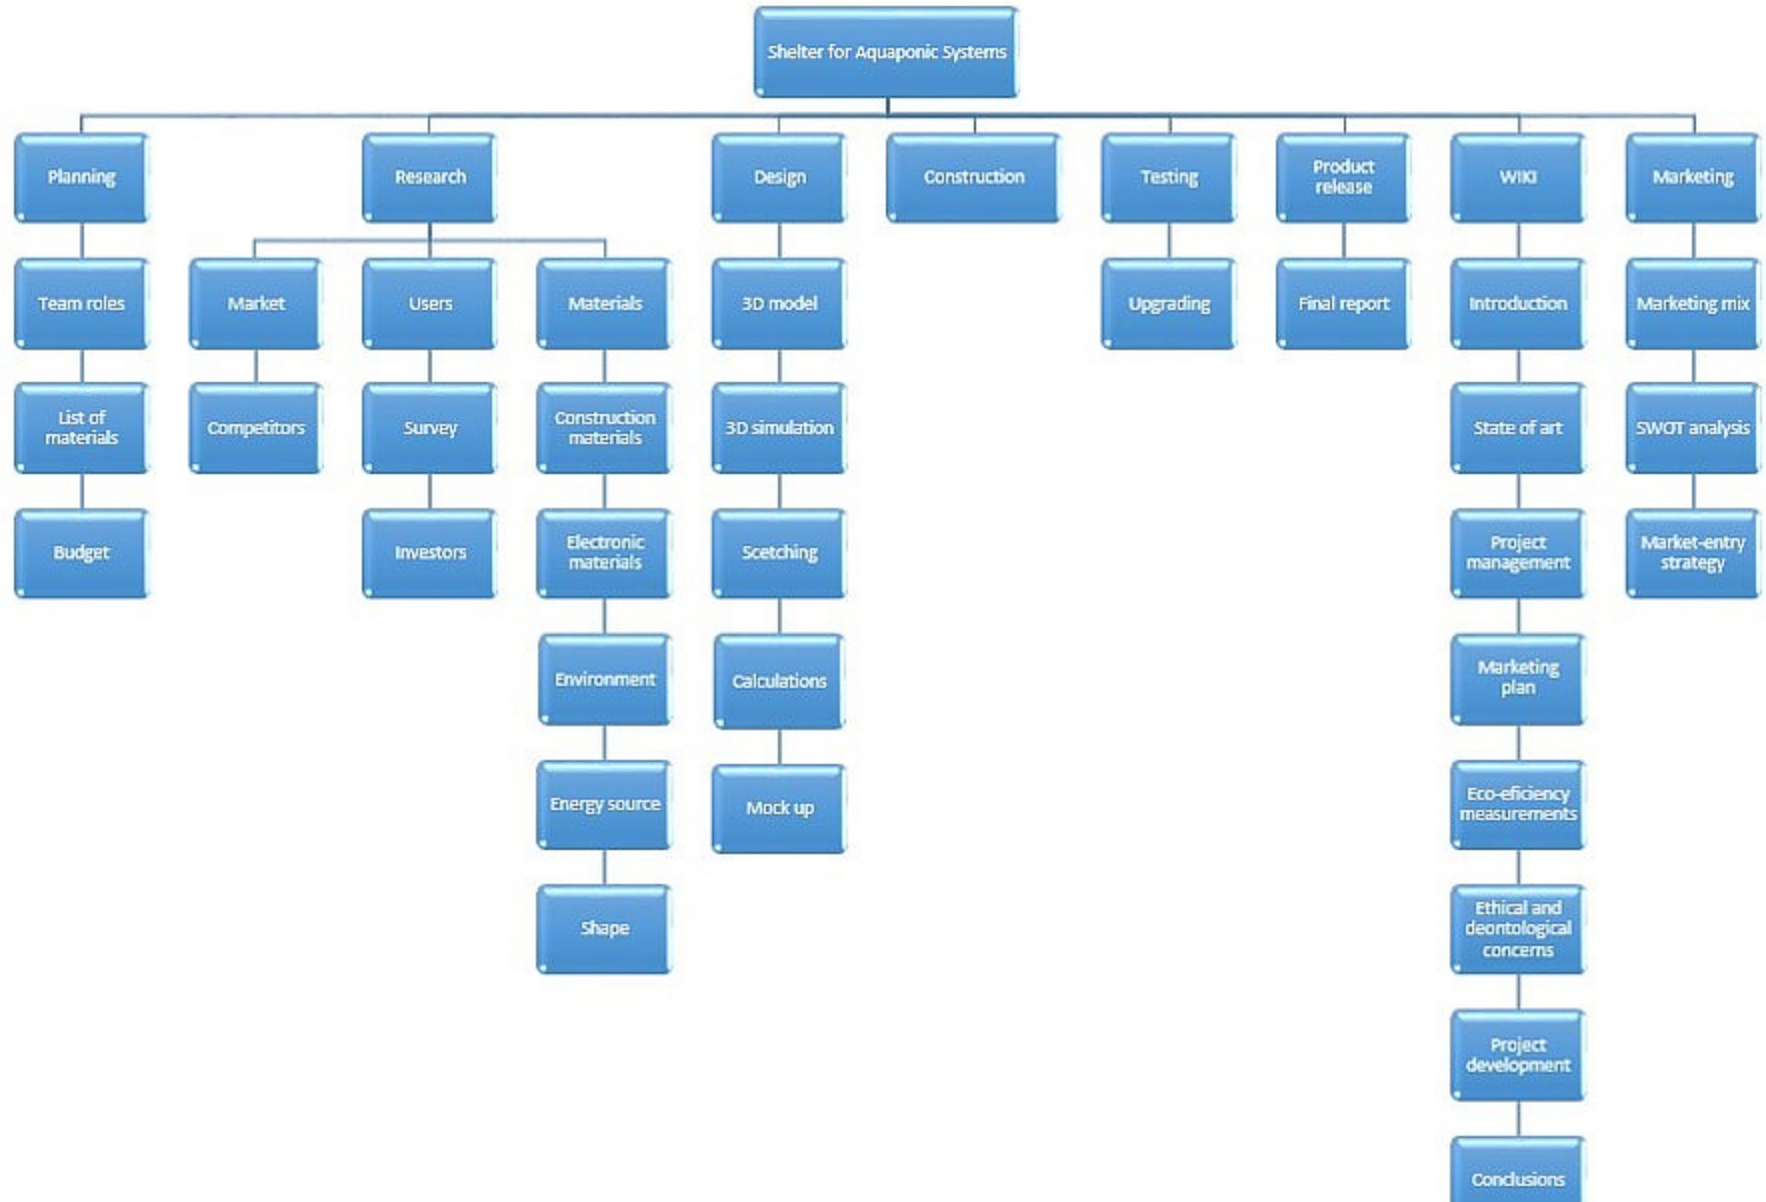 Shelter for Aquaponic Systems
Planning
Research
Design
Construction
Testing
Product
release
WIKI
Marketing
Team roles
Market
Users
Materials
3D model
Upgrading
Final report
Introduction
Marketing mix
List of
materials
Competitors
Survey
Construction
materials
3D simulation
State of art
SWOT analysis
Budget
Investors
Electronic
materials
Scetching
Project
management
Market-entry
strategy
Environment
Calculations
Marketing
plan
Energy source
Mock up
Eco-eficiency
measurements
Shape
Ethical and
deontological
concerns
Project
development
Conclusions